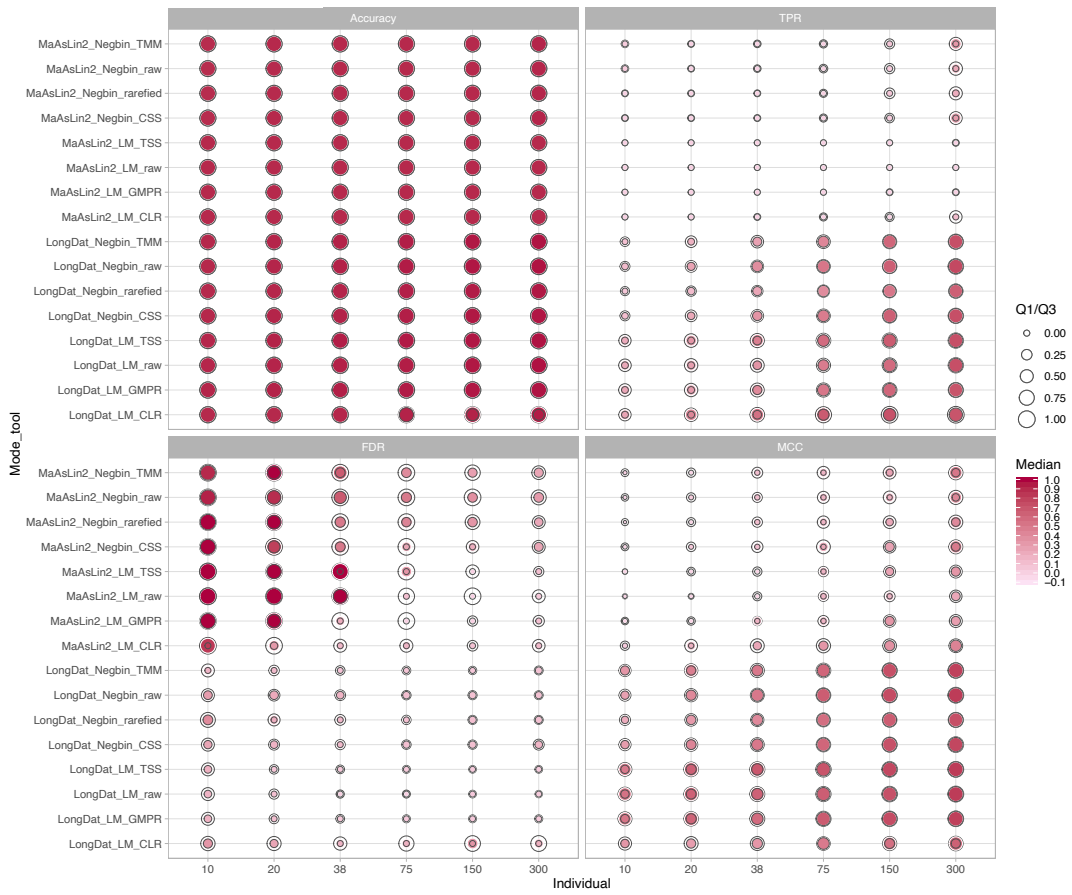 Accuracy
TPR
MaAsLin2_Negbin_TMM
MaAsLin2_Negbin_raw
MaAsLin2_Negbin_rarefied
MaAsLin2_Negbin_CSS
MaAsLin2_LM_TSS
MaAsLin2_LM_raw
MaAsLin2_LM_GMPR
MaAsLin2_LM_CLR
LongDat_Negbin_TMM
LongDat_Negbin_raw
LongDat_Negbin_rarefied
LongDat_Negbin_CSS
LongDat_LM_TSS
LongDat_LM_raw
LongDat_LM_GMPR
LongDat_LM_CLR
Mode_tool
FDR
MCC
MaAsLin2_Negbin_TMM
MaAsLin2_Negbin_raw
MaAsLin2_Negbin_rarefied
MaAsLin2_Negbin_CSS
MaAsLin2_LM_TSS
MaAsLin2_LM_raw
MaAsLin2_LM_GMPR
MaAsLin2_LM_CLR
LongDat_Negbin_TMM
LongDat_Negbin_raw
LongDat_Negbin_rarefied
LongDat_Negbin_CSS
LongDat_LM_TSS
LongDat_LM_raw
LongDat_LM_GMPR
LongDat_LM_CLR
10 20 38 75 150 300
10 20 38 75 150 300
Individual
Q1/Q3
0.00
0.25
0.50
0.75
1.00
Median
1.0
0.9
0.8
0.7
0.6
0.5
0.4
0.3
0.2
0.1
0.0
−0.1